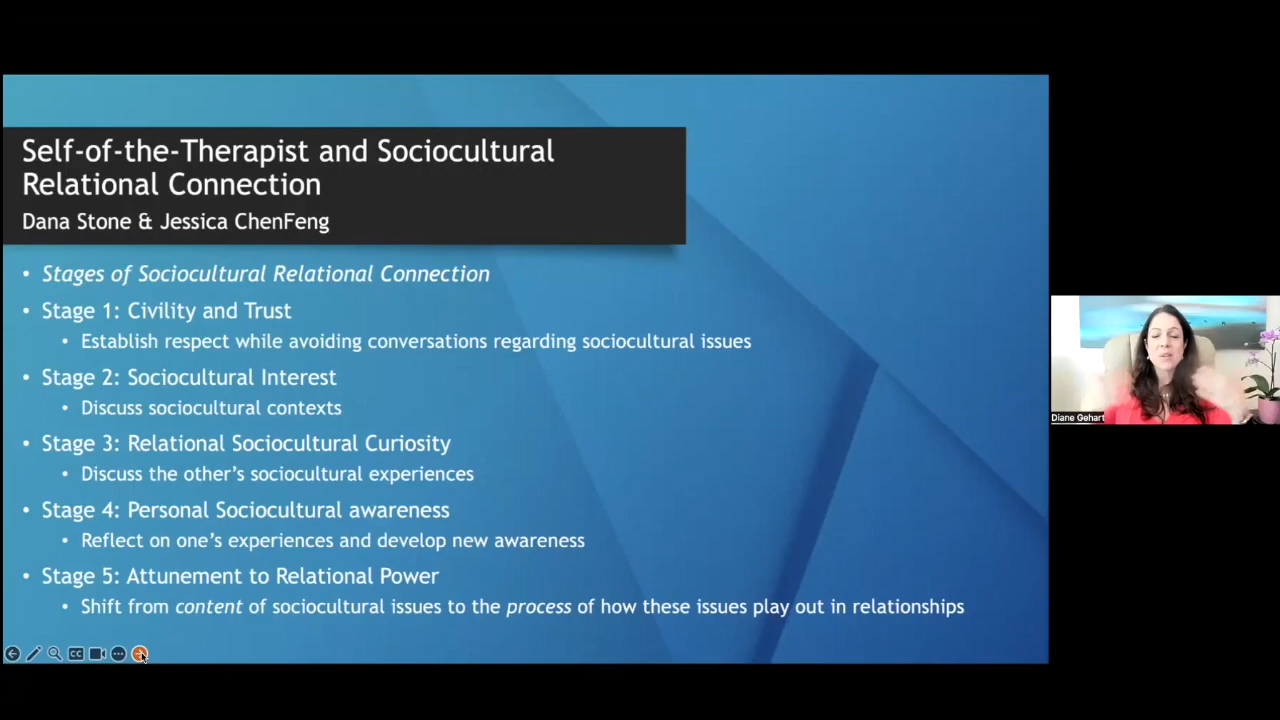 Self-of-the-Therapist and Sociocultural
Relational Connection
Dana Stone & Jessica ChenFeng
• Stages of Sociocultural Relational Connection
• Stage 1: Civility and Trust
• Establish respect while avoiding conversations regarding sociocultural issues
• Stage 2: Sociocultural Interest
• Discuss sociocultural contexts
• Stage 3: Relational Sociocultural Curiosity
• Discuss the other's sociocultural experiences
• Stage 4: Personal Sociocultural awareness
• Reflect on one's experiences and develop new awareness
• Stage 5: Attunement to Relational Power
• Shift from content of sociocultural issues to the process of how these issues play out in relationships
CC
Diane Gehart